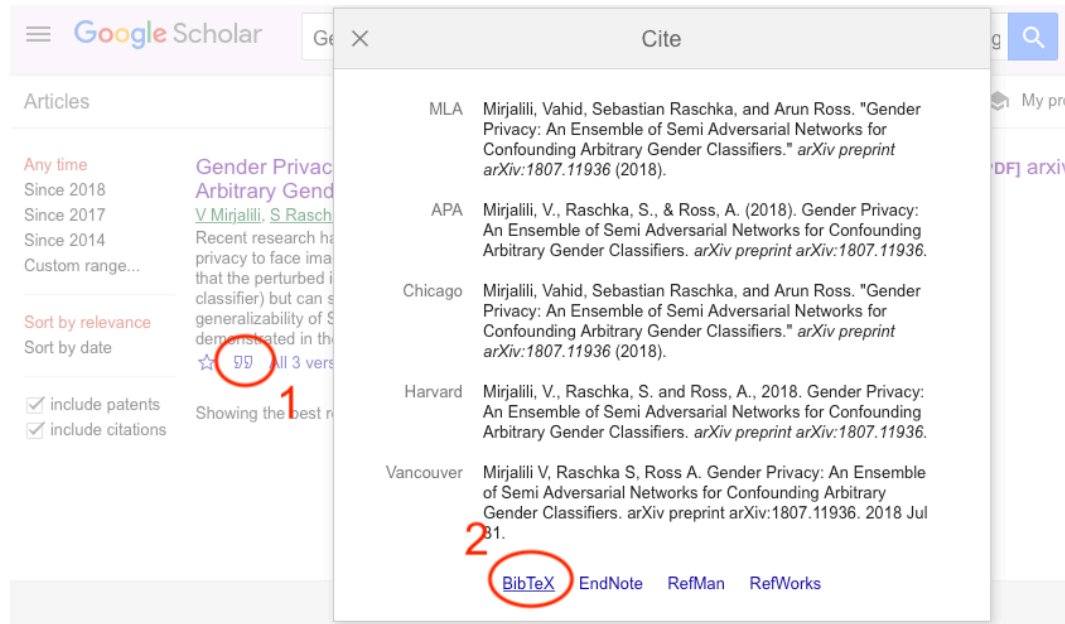 Google Scholar
Ge
Cite
g
Articles
My pro
Any time
Since 2018
Since 2017
Since 2014
Custom range...
Sort by relevance
Sort by date
include patents
include citations
Gender Privac
Arbitrary Gend
V Mirjalili, S Rasch
Recent research ha
privacy to face ima
that the perturbed i
classifier) but can s
generalizability of S
demonstrated in th
All 3 vers
1
Showing the best r
PDF] arxiv
MLA Mirjalili, Vahid, Sebastian Raschka, and Arun Ross. "Gender
Privacy: An Ensemble of Semi Adversarial Networks for
Confounding Arbitrary Gender Classifiers." arXiv preprint
arXiv:1807.11936 (2018).
APA Mirjalili, V., Raschka, S., & Ross, A. (2018). Gender Privacy:
An Ensemble of Semi Adversarial Networks for Confounding
Arbitrary Gender Classifiers. arXiv preprint arXiv:1807.11936.
Chicago Mirjalili, Vahid, Sebastian Raschka, and Arun Ross. "Gender
Privacy: An Ensemble of Semi Adversarial Networks for
Confounding Arbitrary Gender Classifiers." arXiv preprint
arXiv:1807.11936 (2018).
Harvard Mirjalili, V., Raschka, S. and Ross, A., 2018. Gender Privacy:
An Ensemble of Semi Adversarial Networks for Confounding
Arbitrary Gender Classifiers. arXiv preprint arXiv:1807.11936.
Vancouver Mirjalili V, Raschka S, Ross A. Gender Privacy: An Ensemble
of Semi Adversarial Networks for Confounding Arbitrary
Gender Classifiers. arXiv preprint arXiv:1807.11936. 2018 Jul
31.
2
BibTeX EndNote RefMan RefWorks